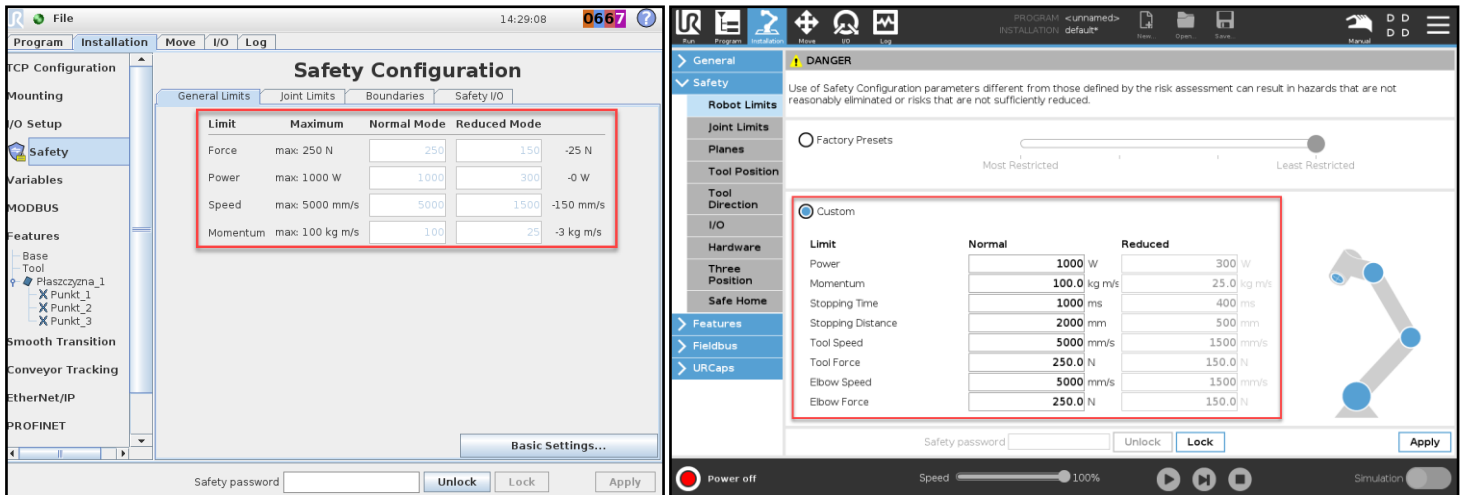 File 14:29:08 0667
Program Installation Move I/O Log
TCP Configuration
Mounting
I/O Setup
Safety
Variables
MODBUS
Features
Base
Tool
Płaszczyzna_1
Punkt_1
Punkt_2
Punkt_3
Smooth Transition
Conveyor Tracking
EtherNet/IP
PROFINET
Safety Configuration
General Limits Joint Limits Boundaries Safety I/O
Limit Maximum Normal Mode Reduced Mode
Force max: 250 N 250 150 -25 N
Power max: 1000 W 1000 300 -0 W
Speed max: 5000 mm/s 5000 1500 -150 mm/s
Momentum max: 100 kg m/s 100 25 -3 kg m/s
Basic Settings...
Safety password Unlock Lock Apply
Run Program Installation Move I/O Log
PROGRAM <unnamed>
INSTALLATION default*
New... Open... Save...
Manual
D D
D D
General
Safety
Robot Limits
Joint Limits
Planes
Tool Position
Tool
Direction
I/O
Hardware
Three
Position
Safe Home
Features
Fieldbus
URCaps
DANGER
Use of Safety Configuration parameters different from those defined by the risk assessment can result in hazards that are not
reasonably eliminated or risks that are not sufficiently reduced.
Factory Presets
Most Restricted Least Restricted
Custom
Limit Normal Reduced
Power 1000 W 300 W
Momentum 100.0 kg m/s 25.0 kg m/s
Stopping Time 1000 ms 400 ms
Stopping Distance 2000 mm 500 mm
Tool Speed 5000 mm/s 1500 mm/s
Tool Force 250.0 N 150.0 N
Elbow Speed 5000 mm/s 1500 mm/s
Elbow Force 250.0 N 150.0 N
Safety password Unlock Lock Apply
Power off Speed 100% Simulation